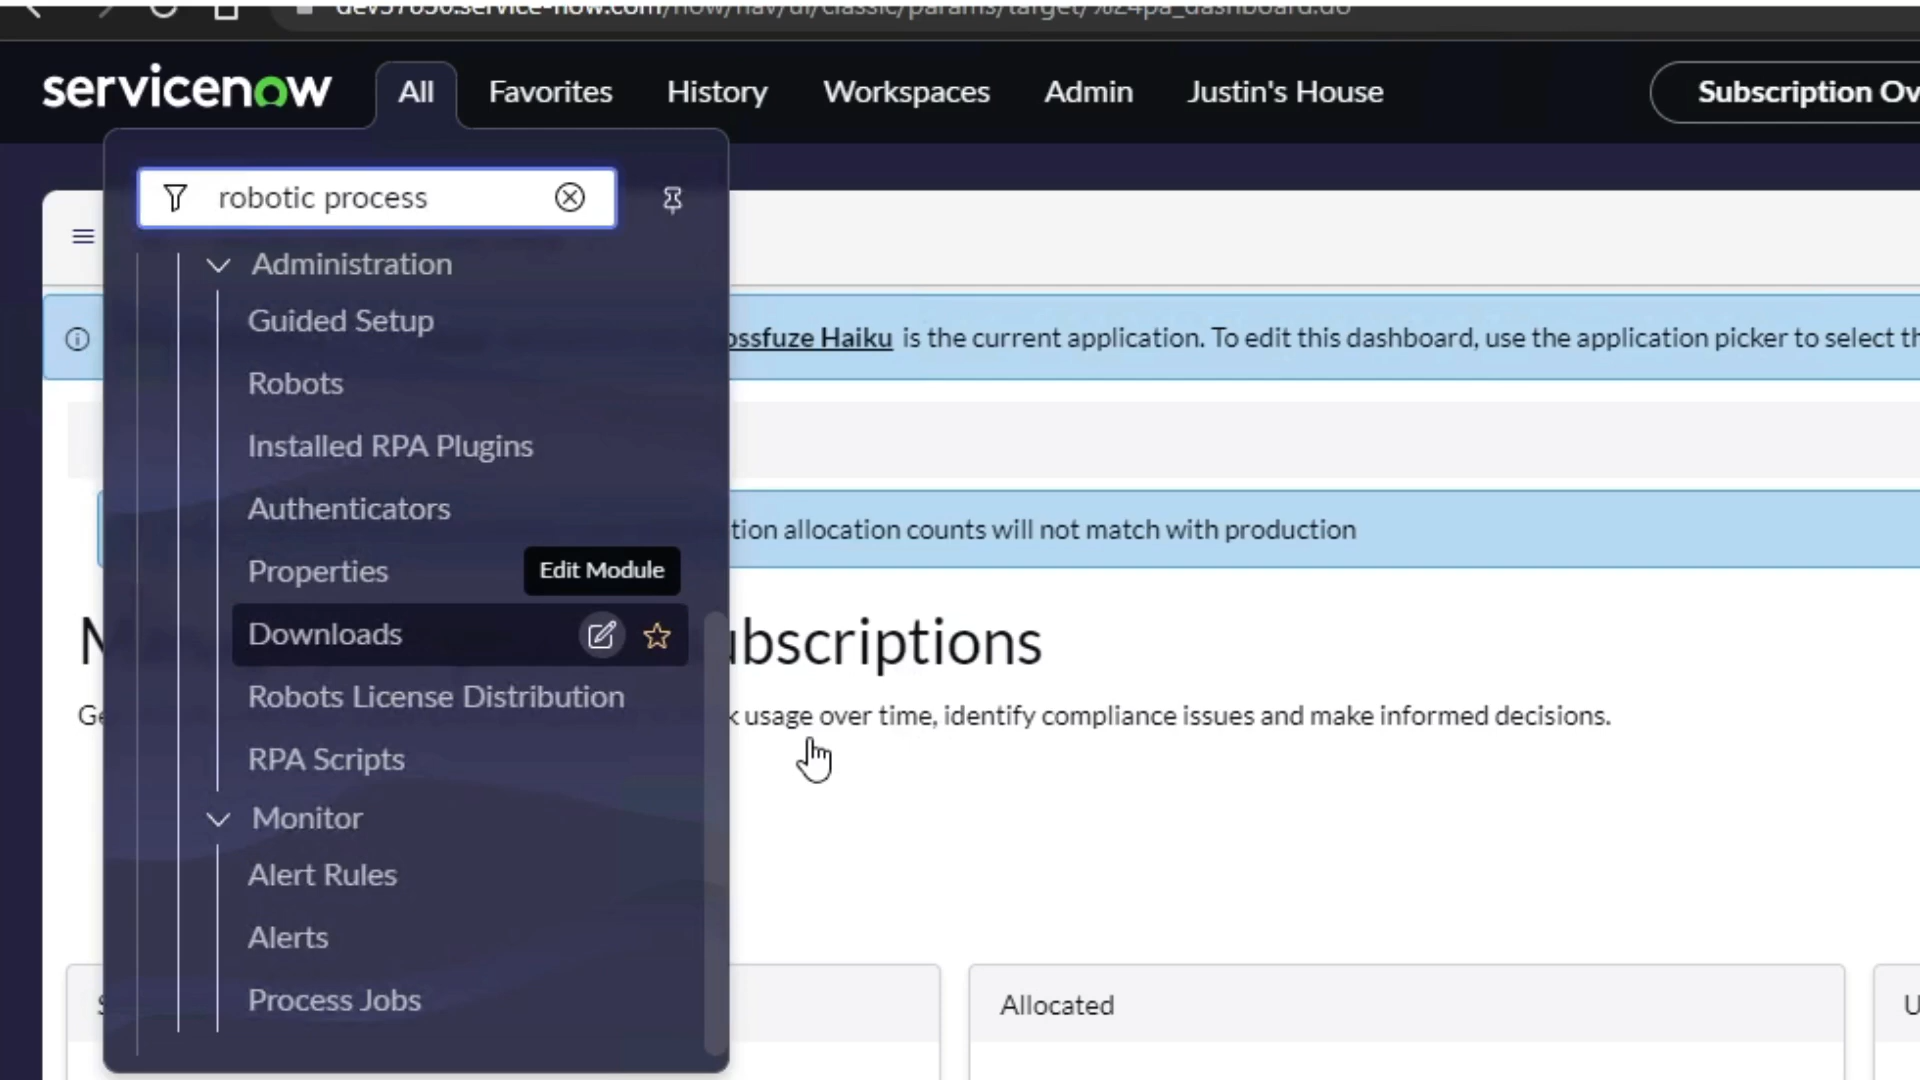 servicenow All Favorites History Workspaces Admin Justin's House Subscription Ov
robotic process
Administration
Guided Setup
Robots
Installed RPA Plugins
Authenticators
Properties
Edit Module
Downloads
Robots License Distribution
RPA Scripts
Monitor
Alert Rules
Alerts
Process Jobs
ossfuze Haiku is the current application. To edit this dashboard, use the application picker to select th
tion allocation counts will not match with production
ubscriptions
Ge
k usage over time, identify compliance issues and make informed decisions.
Allocated